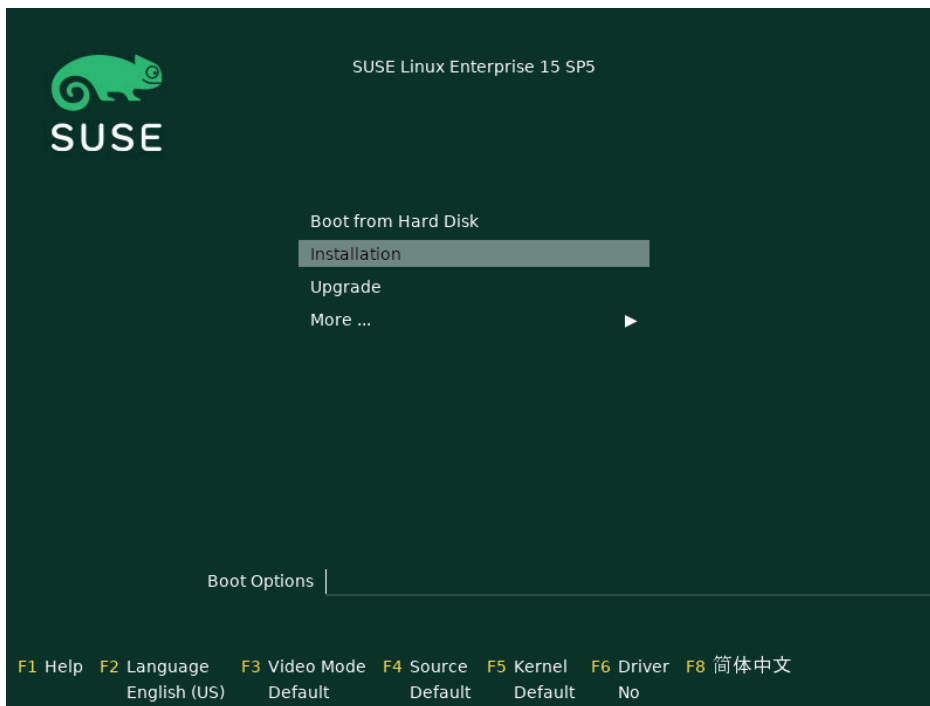 SUSE
SUSE Linux Enterprise 15 SP5
Boot from Hard Disk
Installation
Upgrade
More ...
Boot Options
F1 Help F2 Language F3 Video Mode F4 Source F5 Kernel F6 Driver F8 简体中文
English (US) Default Default Default No